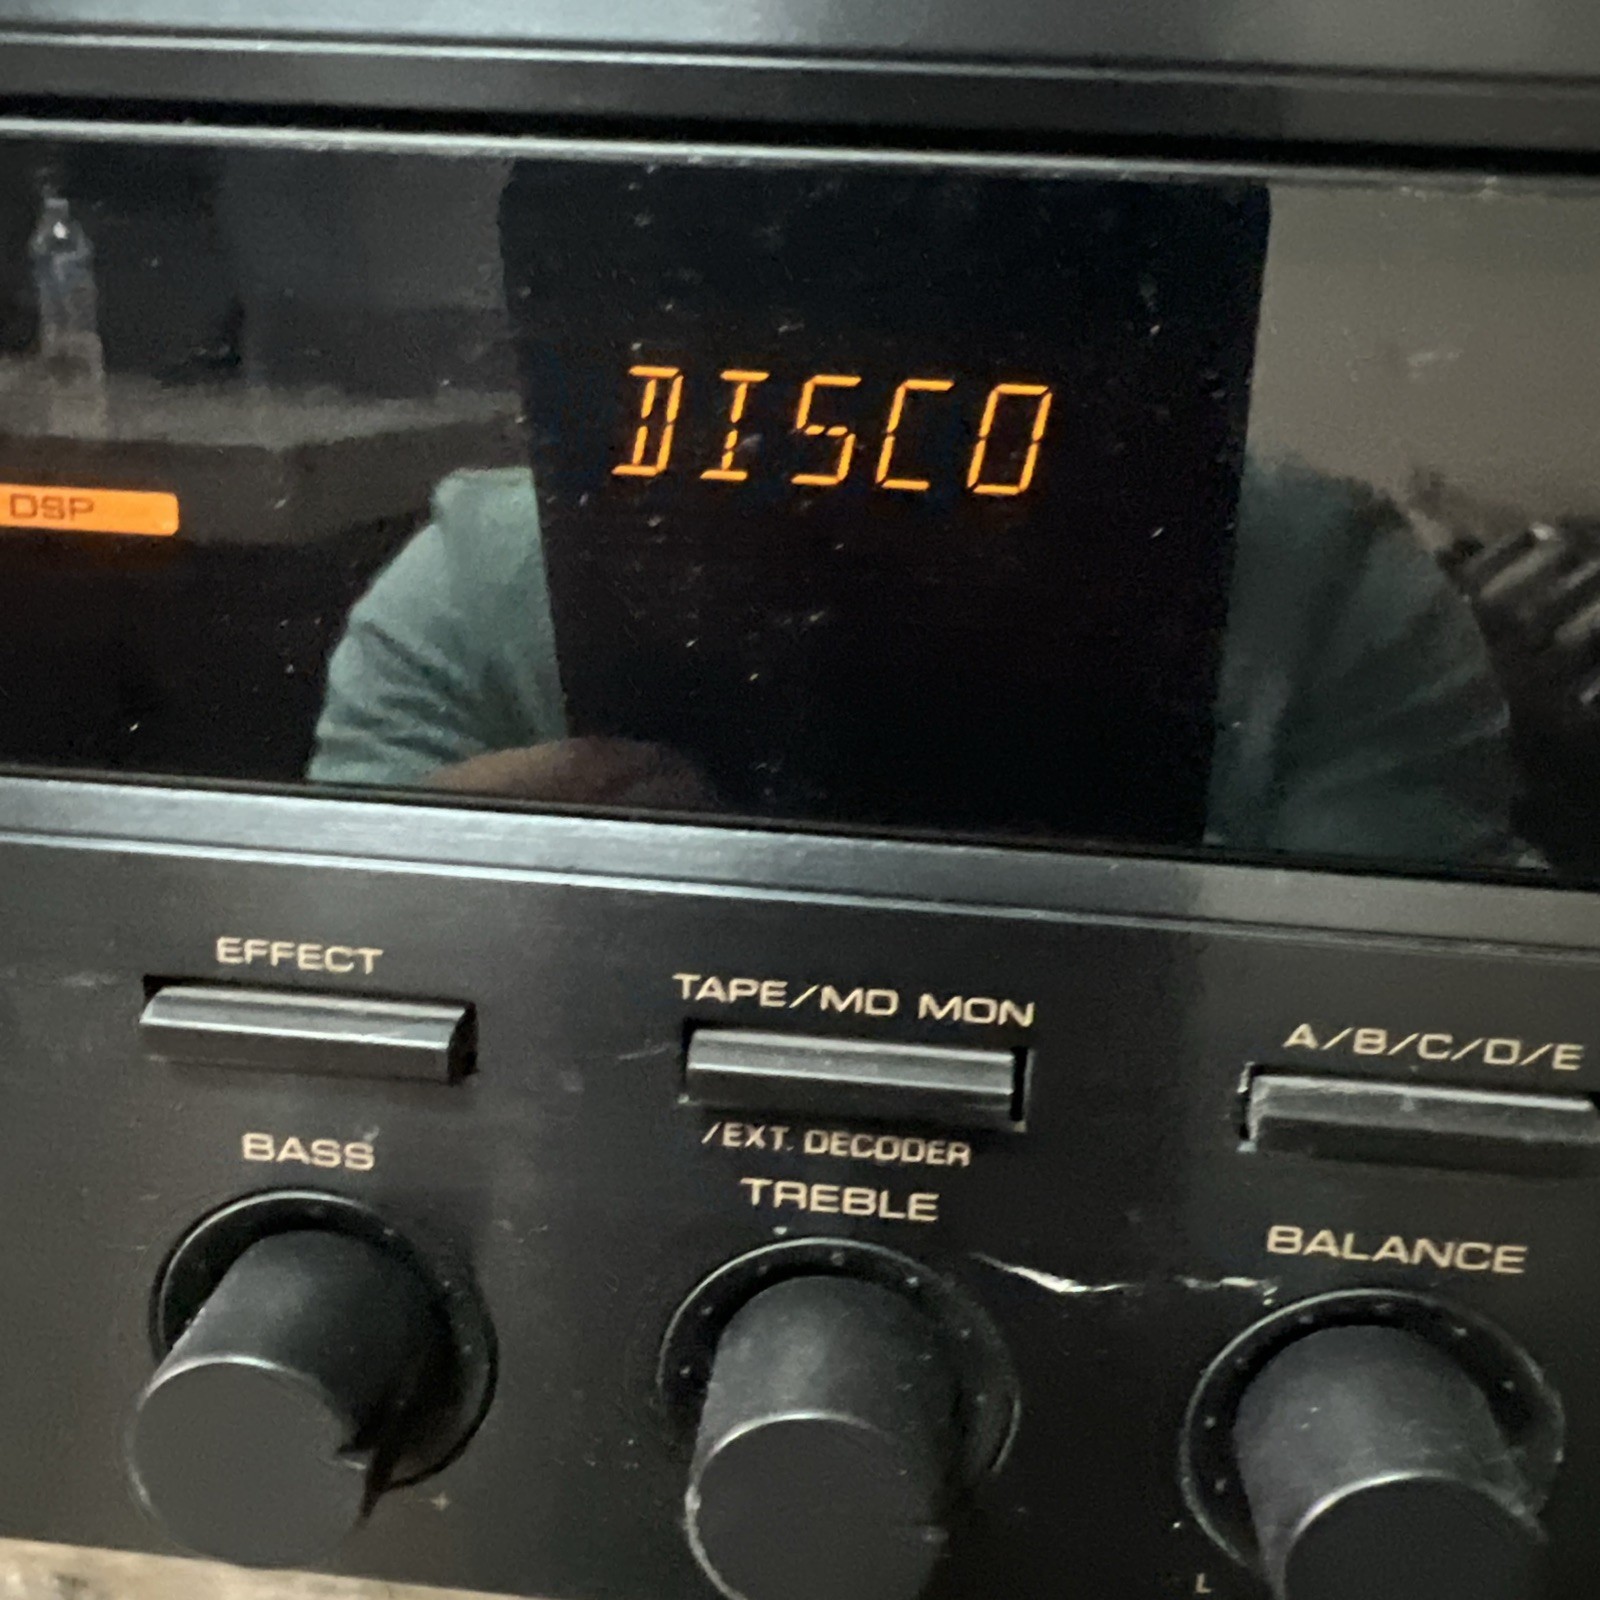 DISCO
DSP
EFFECT
TAPE/MD MON
A/B/C/D/E
/EXT. DECODER
BASS
TREBLE
BALANCE
+
L